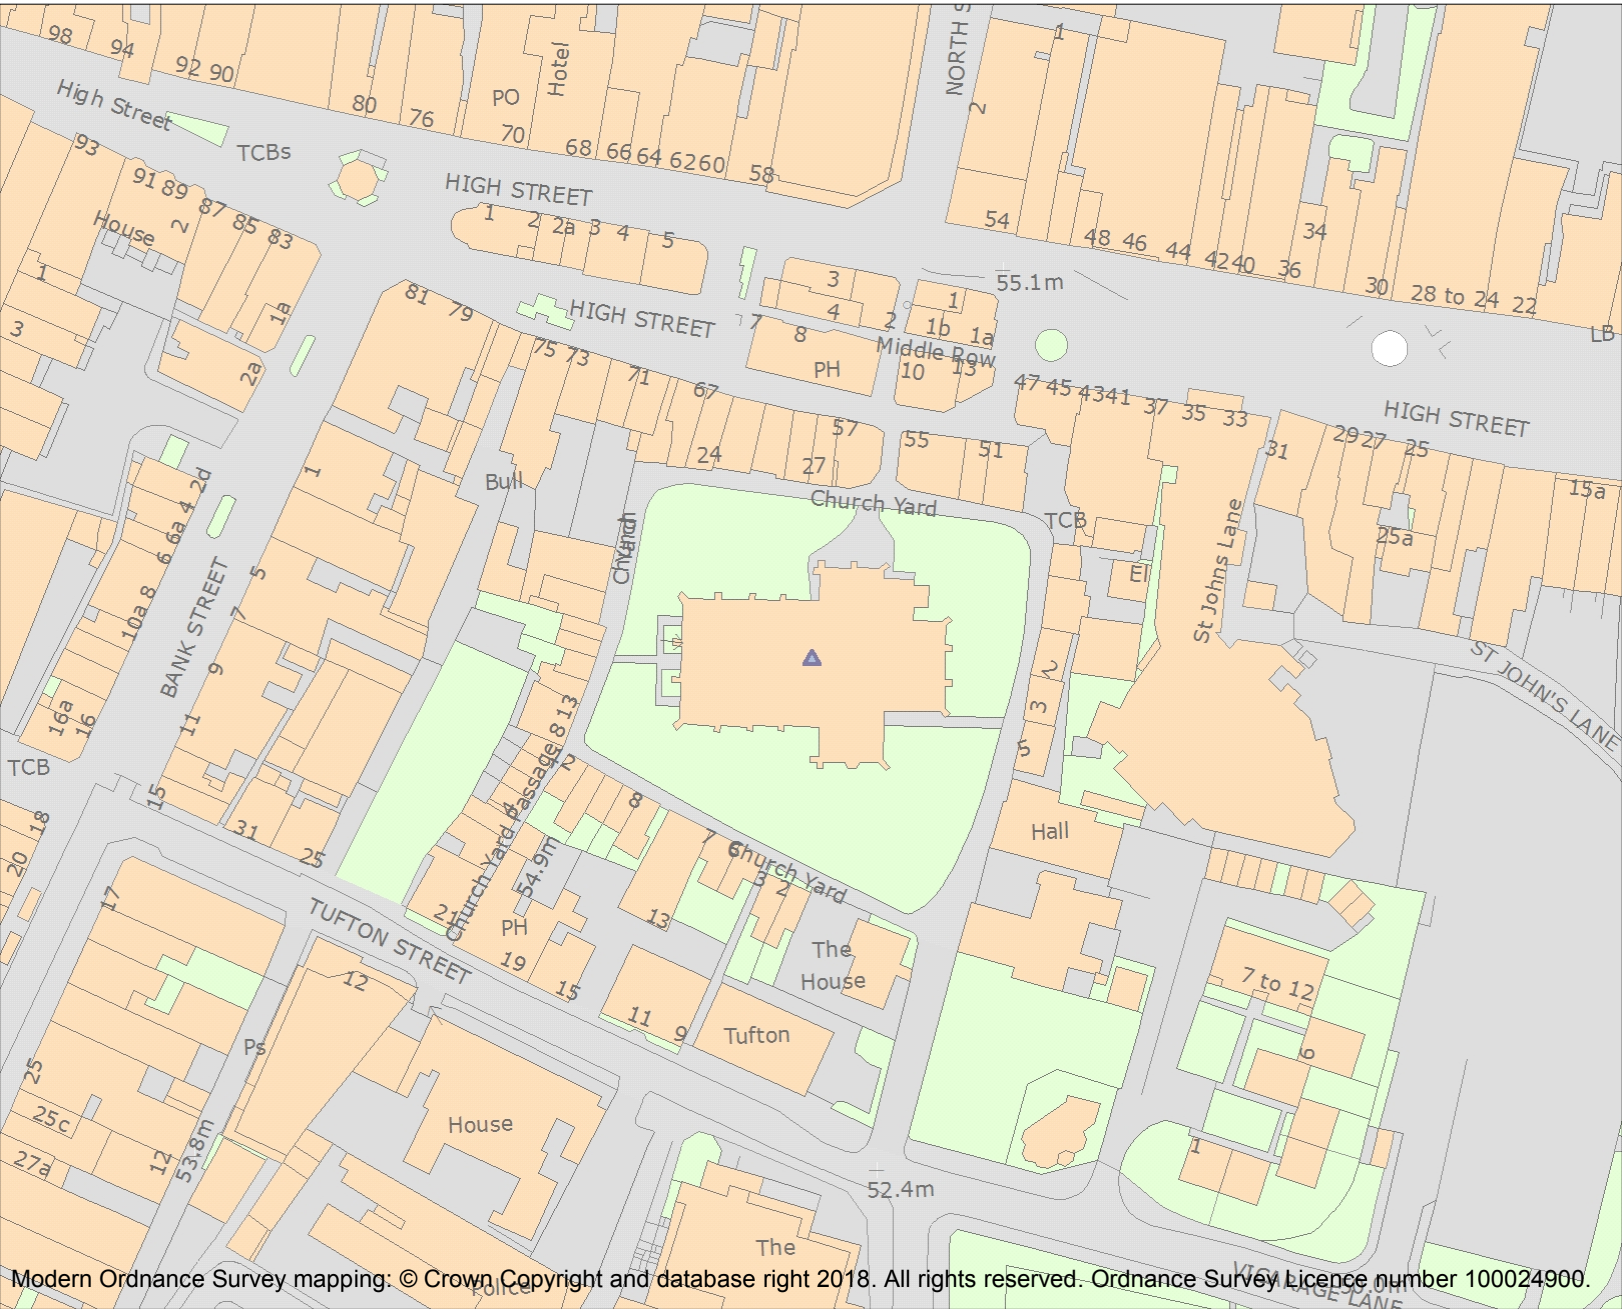 98
94
92 90
80
76
PO
Hotel
70
68
66 64 62 60
58
NORTH S
2
1
54
48
46
44
42 40
36
34
30
28 to 24
22
LB
High Street
TCBs
HIGH STREET
93
91 89
87
85
83
House
2
1
3
1a
2a
1
2
2a
3
4
5
HIGH STREET
81
79
75 73
71
67
57
24
27
7
8
PH
3
4
2
1
1b
1a
Middle Row
10
13
55.1m
47 45 43 41
37
35
33
31
29 27
25
HIGH STREET
15a
25a
55
51
Bull
Church Yard
Church
Yard
TCB
El
St Johns Lane
ST JOHN'S LANE
2d
4
6a
6
8
10a
16a
16
BANK STREET
1
5
7
9
11
15
TCB
18
20
31
25
13
8
4
Church Yard Passage
54.9m
2
8
7
6
Church Yard
3
2
2
3
5
Hall
21
PH
19
15
13
11
9
Tufton
The
House
TUFTON STREET
17
12
Ps
25
25c
27a
12
53.8m
House
7 to 12
6
1
52.4m
The
Police
VICARAGE LANE
Modern Ordnance Survey mapping: © Crown Copyright and database right 2018. All rights reserved. Ordnance Survey Licence number 100024900.